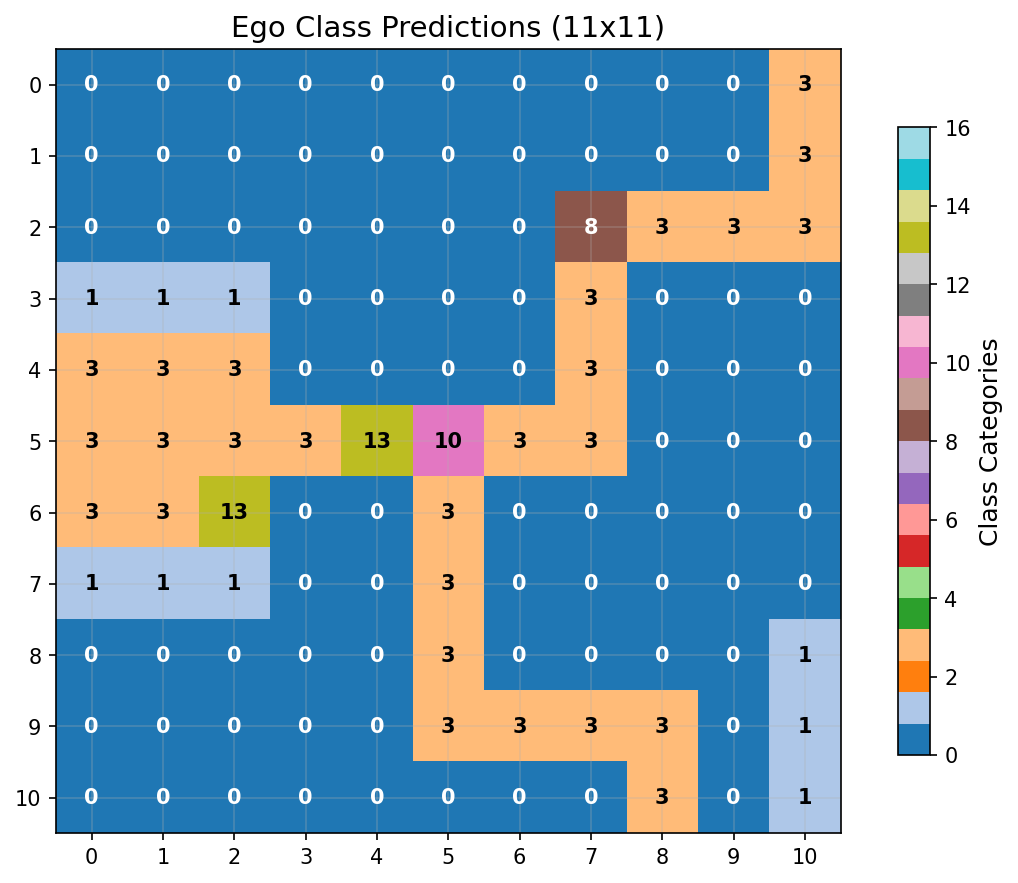 Ego Class Predictions (11x11)
0 0 0 0 0 0 0 0 0 0 0 3
1 0 0 0 0 0 0 0 0 0 0 3
2 0 0 0 0 0 0 0 8 3 3 3
3 1 1 1 0 0 0 0 3 0 0 0
4 3 3 3 0 0 0 0 3 0 0 0
5 3 3 3 3 13 10 3 3 0 0 0
6 3 3 13 0 0 3 0 0 0 0 0
7 1 1 1 0 0 3 0 0 0 0 0
8 0 0 0 0 0 3 0 0 0 0 1
9 0 0 0 0 0 3 3 3 3 0 1
10 0 0 0 0 0 0 0 0 3 0 1
0 1 2 3 4 5 6 7 8 9 10
16
14
12
10
8
6
4
2
0
Class Categories